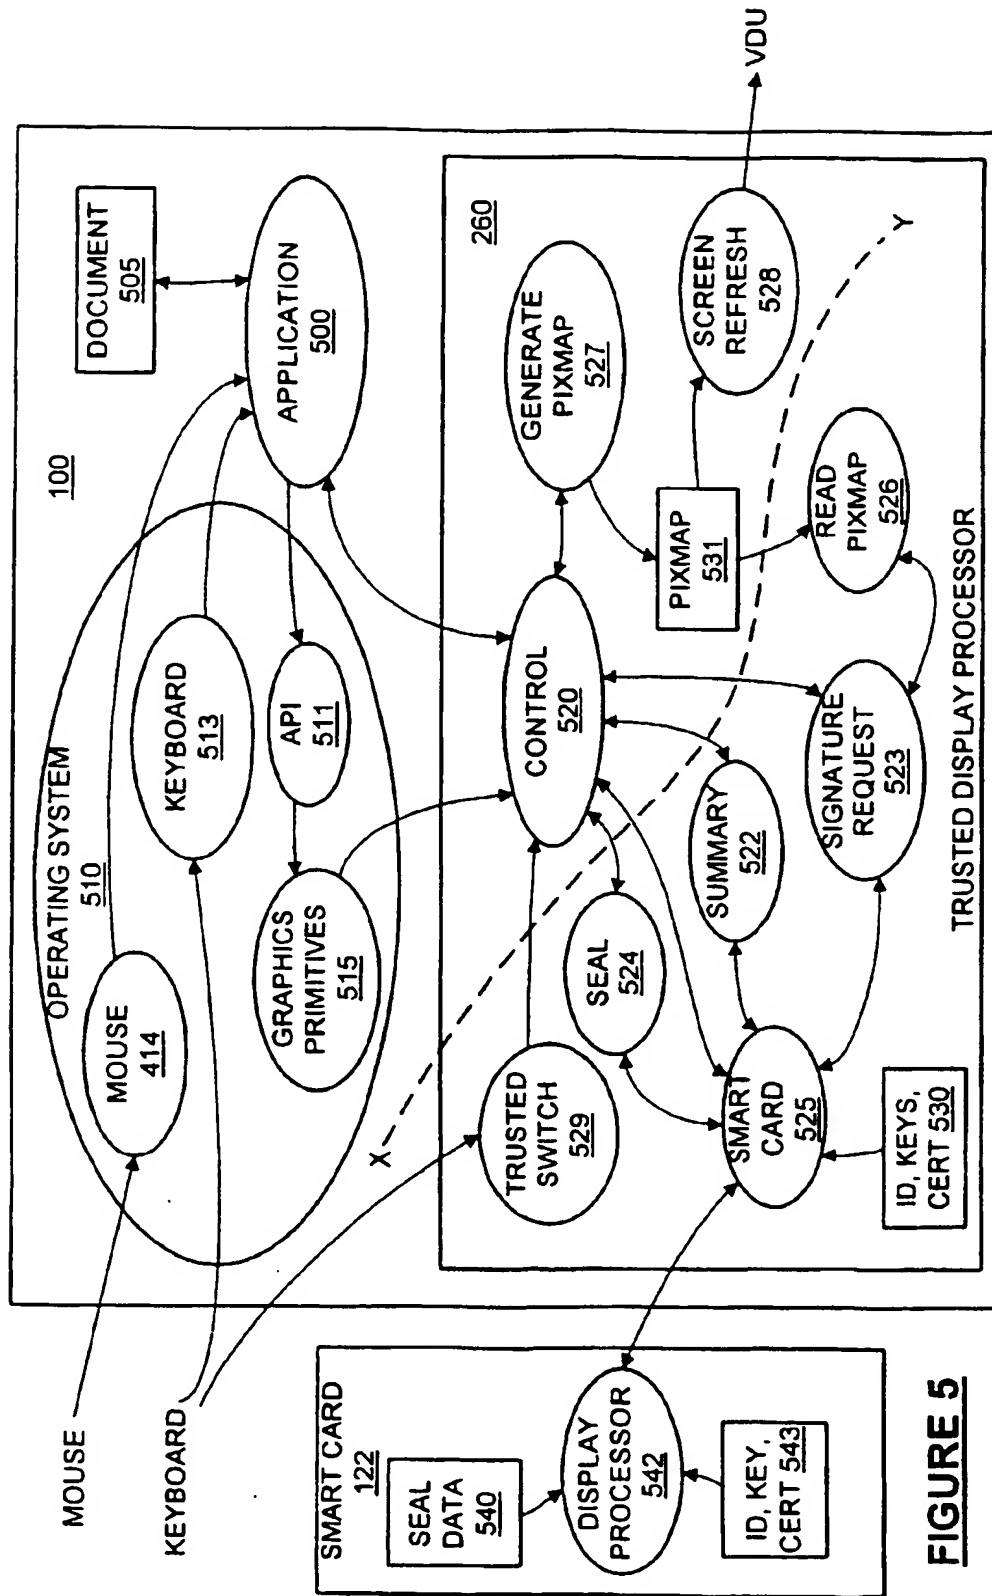 MOUSE
KEYBOARD
100
OPERATING SYSTEM
510
MOUSE
414
KEYBOARD
513
GRAPHICS
PRIMITIVES
515
API
511
DOCUMENT
505
APPLICATION
500
260
X
TRUSTED
SWITCH
529
CONTROL
520
GENERATE
PIXMAP
527
SEAL
524
PIXMAP
531
SCREEN
REFRESH
528
VDU
SUMMARY
522
SMART
CARD
525
SIGNATURE
REQUEST
523
READ
PIXMAP
526
Y
ID, KEYS,
CERT 530
TRUSTED DISPLAY PROCESSOR
SMART CARD
122
SEAL
DATA
540
DISPLAY
PROCESSOR
542
ID, KEY,
CERT 543
FIGURE 5